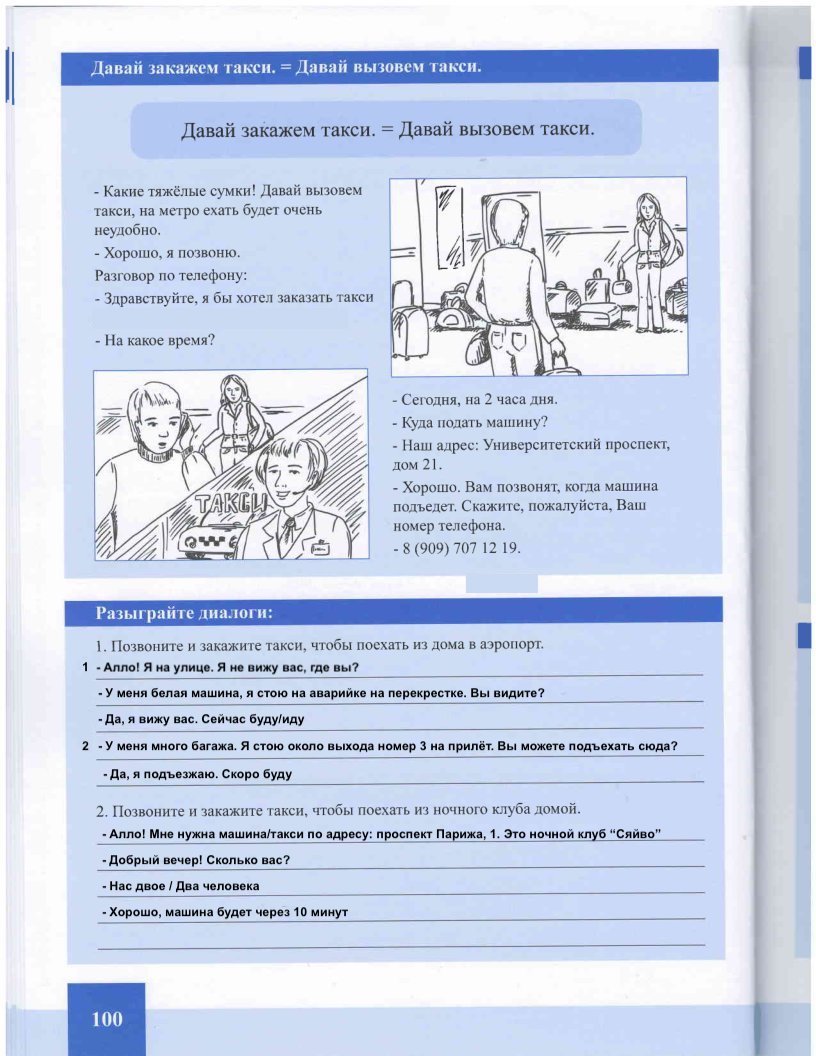 Давай закажем такси. = Давай вызовем такси.
Давай закажем такси. = Давай вызовем такси.
- Какие тяжёлые сумки! Давай вызовем
такси, на метро ехать будет очень
неудобно.
- Хорошо, я позвоню.
Разговор по телефону:
- Здравствуйте, я бы хотел заказать такси
- На какое время?
ТАКСИ
- Сегодня, на 2 часа дня.
- Куда подать машину?
- Наш адрес: Университетский проспект,
дом 21.
- Хорошо. Вам позвонят, когда машина
подъедет. Скажите, пожалуйста, Ваш
номер телефона.
- 8 (909) 707 12 19.
Разыграйте диалоги:
1. Позвоните и закажите такси, чтобы поехать из дома в аэропорт.
1 - Алло! Я на улице. Я не вижу вас, где вы?
- У меня белая машина, я стою на аварийке на перекрестке. Вы видите?
- Да, я вижу вас. Сейчас буду/иду
2 - У меня много багажа. Я стою около выхода номер 3 на прилёт. Вы можете подъехать сюда?
- Да, я подъезжаю. Скоро буду
2. Позвоните и закажите такси, чтобы поехать из ночного клуба домой.
- Алло! Мне нужна машина/такси по адресу: проспект Парижа, 1. Это ночной клуб “Сяйво”
- Добрый вечер! Сколько вас?
- Нас двое / Два человека
- Хорошо, машина будет через 10 минут
100